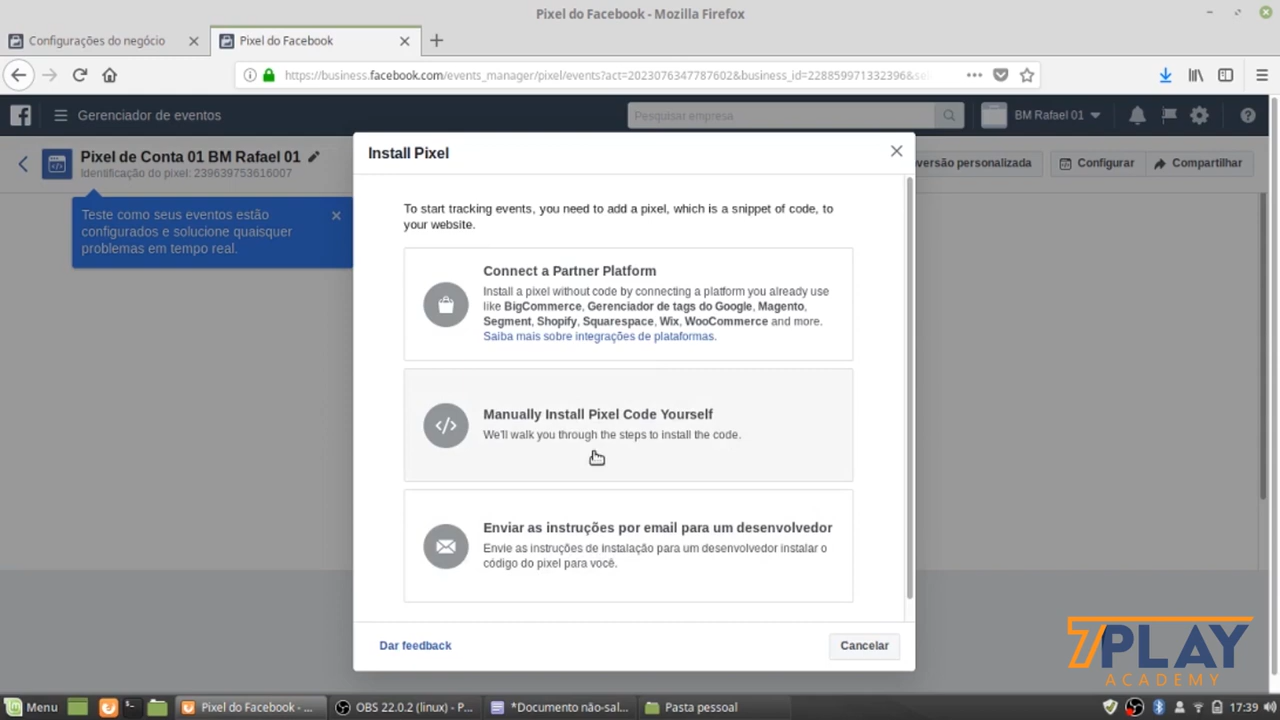 Pixel do Facebook - Mozilla Firefox
Configurações do negócio
Pixel do Facebook
https://business.facebook.com/events_manager/pixel/events?act=2023076347787602&business_id=228859971332396&se
Gerenciador de eventos
Pesquisar empresa
BM Rafael 01
Pixel de Conta 01 BM Rafael 01
Identificação do pixel: 239639753616007
versão personalizada
Configurar
Compartilhar
Teste como seus eventos estão
configurados e solucione quaisquer
problemas em tempo real.
Install Pixel
To start tracking events, you need to add a pixel, which is a snippet of code, to
your website.
Connect a Partner Platform
Install a pixel without code by connecting a platform you already use
like BigCommerce, Gerenciador de tags do Google, Magento,
Segment, Shopify, Squarespace, Wix, WooCommerce and more.
Saiba mais sobre integrações de plataformas.
Manually Install Pixel Code Yourself
We'll walk you through the steps to install the code.
Enviar as instruções por email para um desenvolvedor
Envie as instruções de instalação para um desenvolvedor instalar o
código do pixel para você.
Dar feedback
Cancelar
7PLAY
ACADEMY
Menu
Pixel do Facebook - ...
OBS 22.0.2 (linux) - P...
*Documento não-sal...
Pasta pessoal
17:39